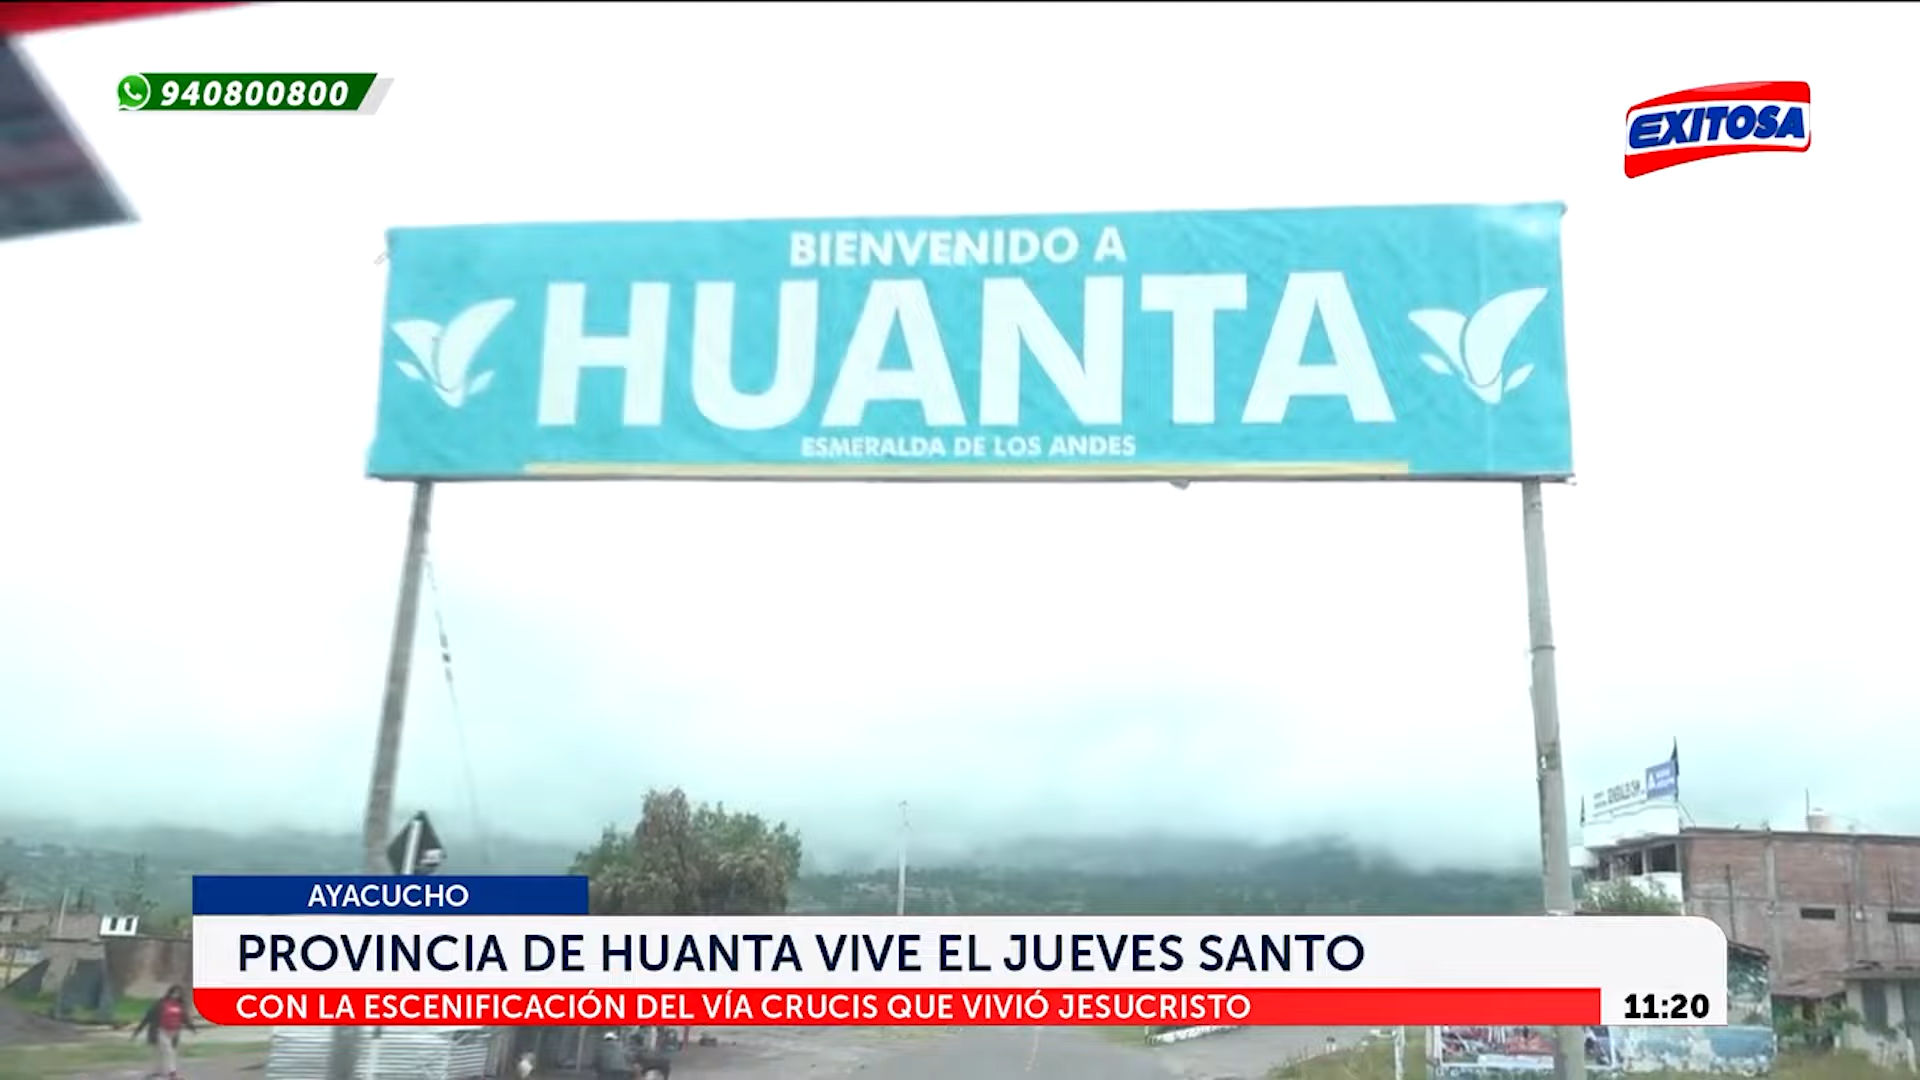 940800800
EXITOSA
BIENVENIDO A
HUANTA
ESMERALDA DE LOS ANDES
AYACUCHO
PROVINCIA DE HUANTA VIVE EL JUEVES SANTO
CON LA ESCENIFICACIÓN DEL VÍA CRUCIS QUE VIVIÓ JESUCRISTO
11:20